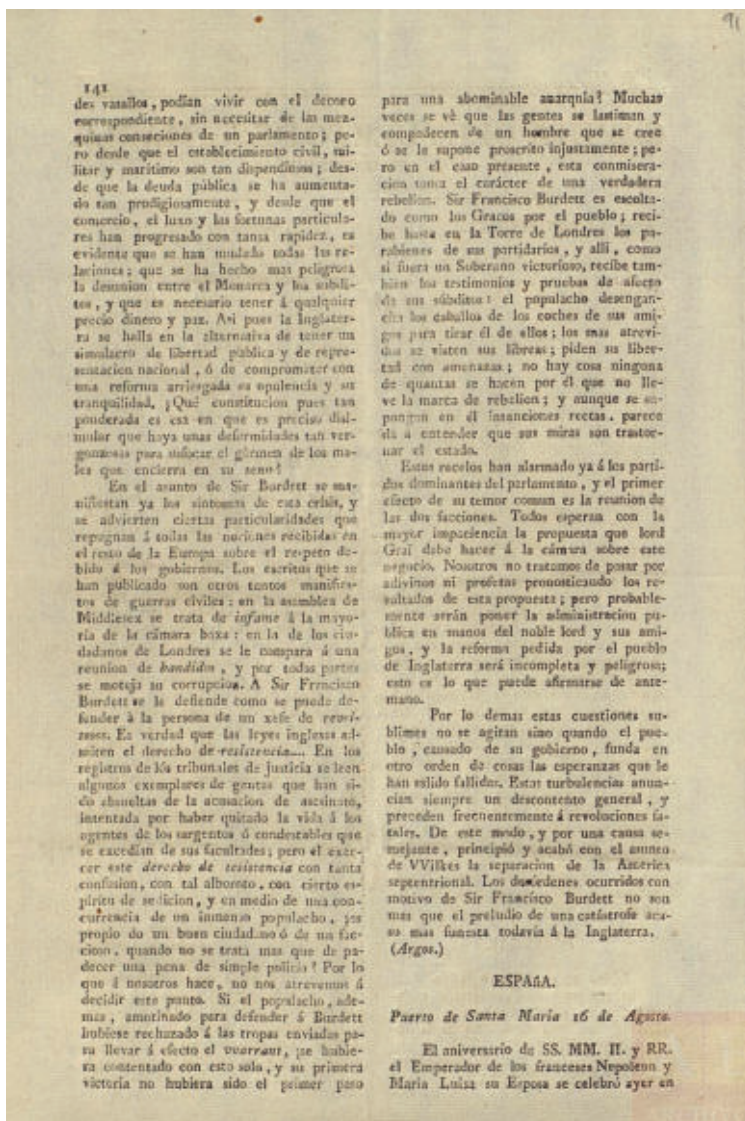 91
141
des vasallos, podían vivir con el decoro
correspondiente, sin necesitar de las mez-
quinas concesiones de un parlamento; pe-
ro desde que el establecimiento civil, mi-
litar y marítimo son tan dispendiosos; des-
de que la deuda pública se ha aumenta-
do tan prodigiosamente, y desde que el
comercio, el luxo y las fortunas particula-
res han progresado con tanta rapidez, es
evidente que se han mudado todas las re-
laciones; que se ha hecho mas peligrosa
la desunion entre el Monarca y los súbdi-
tos, y que es necesario tener á qualquier
precio dinero y paz. Asi pues la Inglater-
ra se halla en la alternativa de tener un
simulacro de libertad pública y de repre-
sentacion nacional, ó de comprometer con
una reforma arriesgada su opulencia y su
tranquilidad. ¡Qué constitucion pues tan
ponderada es esa en que es preciso disi-
mular que haya unas deformidades tan ver-
gonzosas para sufocar el gérmen de los ma-
les que encierra en su seno!
En el asunto de Sir Burdett se ma-
nifiestan ya los síntomas de esta crisis, y
se advierten ciertas particularidades que
repugnan á todas las nociones recibidas en
el resto de la Europa sobre el respeto de-
bido á los gobiernos. Los escritos que se
han publicado son otros tantos manifies-
tos de guerras civiles: en la asamblea de
Middlesex se trata de infame á la mayo-
ría de la cámara baxa: en la de los ciu-
dadanos de Londres se le compara á una
reunion de bandidos, y por todas partes
se moteja su corrupcion. A Sir Francisco
Burdett se le defiende como se puede de-
fender à la persona de un xefe de revol-
tosos. Es verdad que las leyes inglesas ad-
miten el derecho de resistencia.... En los
registros de los tribunales de justicia se leen
algunos exemplares de gentes que han si-
do absueltas de la acusacion de asesinato,
intentada por haber quitado la vida á los
agentes de los sargentos ó condestables que
se excedian de sus facultades; pero el exer-
cer este derecho de resistencia con tanta
confusion, con tal alboroto, con cierto es-
píritu de sedicion, y en medio de una con-
currencia de un inmenso populacho, ¿es
propio de un buen ciudadano ó de un fac-
cioso, quando no se trata mas que de pa-
decer una pena de simple policia? Por lo
que á nosotros hace, no nos atrevemos á
decidir este punto. Si el populacho, ade-
mas, amotinado para defender á Burdett
hubiese rechazado á las tropas enviadas pa-
ra llevar á efecto el warrant, ¿se hubie-
ra contentado con esto solo, y su primera
victoria no hubiera sido el primer paso
para una abominable anarquia? Muchas
veces se vé que las gentes se lastiman y
compadecen de un hombre que se cree
ó se le supone proscrito injustamente; pe-
ro en el caso presente, esta conmisera-
cion toma el carácter de una verdadera
rebelion. Sir Francisco Burdett es escolta-
do como los Gracos por el pueblo; reci-
be hasta en la Torre de Londres los pa-
rabienes de sus partidarios, y alli, como
si fuera un Soberano victorioso, recibe tam-
bien los testimonios y pruebas de afecto
de sus súbditos: el populacho desengan-
cha los caballos de los coches de sus ami-
gos para tirar él de ellos; los mas atrevi-
dos se visten sus libreas; piden su liber-
tad con amenazas; no hay cosa ninguna
de quantas se hacen por él que no lle-
ve la marca de rebelion; y aunque se su-
pongan en él intenciones rectas, parece
da á entender que sus miras son trastor-
nar el estado.
Estos recelos han alarmado ya á los parti-
dos dominantes del parlamento, y el primer
efecto de su temor comun es la reunion de
las dos facciones. Todos esperan con la
mayor impaciencia la propuesta que lord
Grai debe hacer á la cámara sobre este
negocio. Nosotros no tratamos de pasar por
adivinos ni profetas pronosticando los re-
sultados de esta propuesta; pero probable-
mente serán poner la administracion pu-
blica en manos del noble lord y sus ami-
gos, y la reforma pedida por el pueblo
de Inglaterra será incompleta y peligrosa;
esto es lo que puede afirmarse de ante-
mano.
Por lo demas estas cuestiones su-
blimes no se agitan sino quando el pue-
blo, cansado de su gobierno, funda en
otro orden de cosas las esperanzas que le
han salido fallidas. Estas turbulencias anun-
cian siempre un descontento general, y
preceden frecuentemente á revoluciones fa-
tales. De este modo, y por una causa se-
mejante, principió y acabó con el asunto
de VVilkes la separacion de la America
septentrional. Los desórdenes ocurridos con
motivo de Sir Francisco Burdett no son
mas que el preludio de una catástrofe aca-
so mas funesta todavía á la Inglaterra.
(Argos.)
ESPAñA.
Puerto de Santa Maria 16 de Agosto.
El aniversario de SS. MM. II. y RR.
el Emperador de los franceses Nepoleon y
Maria Luisa su Esposa se celebró ayer en